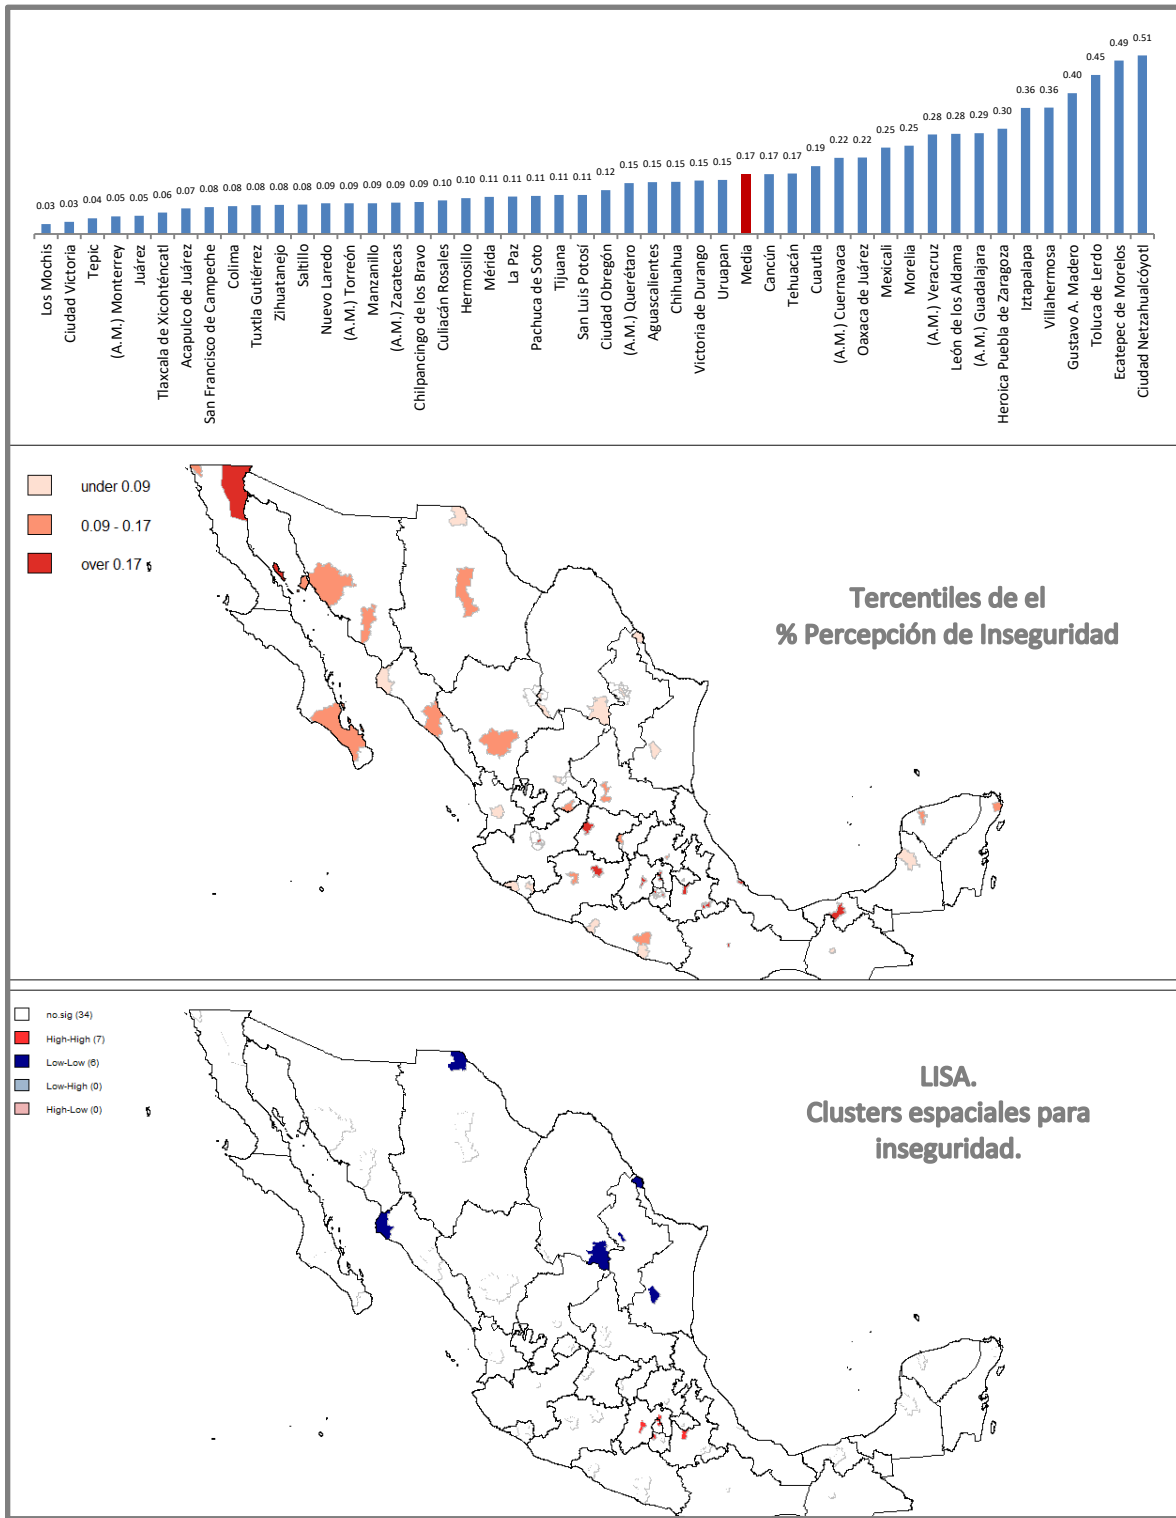 0.03 0.03 0.04 0.05 0.05 0.06 0.07 0.08 0.08 0.08 0.08 0.08 0.09 0.09 0.09 0.09 0.09 0.10 0.10 0.11 0.11 0.11 0.11 0.11 0.12 0.15 0.15 0.15 0.15 0.15 0.17 0.17 0.17 0.19 0.22 0.22 0.25 0.25 0.28 0.28 0.29 0.30 0.36 0.36 0.40 0.45 0.49 0.51
Los Mochis
Ciudad Victoria
Tepic
(A.M.) Monterrey
Juárez
Tlaxcala de Xicohténcatl
Acapulco de Juárez
San Francisco de Campeche
Colima
Tuxtla Gutiérrez
Zihuatanejo
Saltillo
Nuevo Laredo
(A.M.) Torreón
Manzanillo
(A.M.) Zacatecas
Chilpancingo de los Bravo
Culiacán Rosales
Hermosillo
Mérida
La Paz
Pachuca de Soto
Tijuana
San Luis Potosí
Ciudad Obregón
(A.M.) Querétaro
Aguascalientes
Chihuahua
Victoria de Durango
Uruapan
Media
Cancún
Tehuacán
Cuautla
(A.M.) Cuernavaca
Oaxaca de Juárez
Mexicali
Morelia
(A.M.) Veracruz
León de los Aldama
(A.M.) Guadalajara
Heroica Puebla de Zaragoza
Iztapalapa
Villahermosa
Gustavo A. Madero
Toluca de Lerdo
Ecatepec de Morelos
Ciudad Netzahualcóyotl
under 0.09
0.09 - 0.17
over 0.17
Tercentiles de el
% Percepción de Inseguridad
no.sig (34)
High-High (7)
Low-Low (6)
Low-High (0)
High-Low (0)
LISA.
Clusters espaciales para
inseguridad.